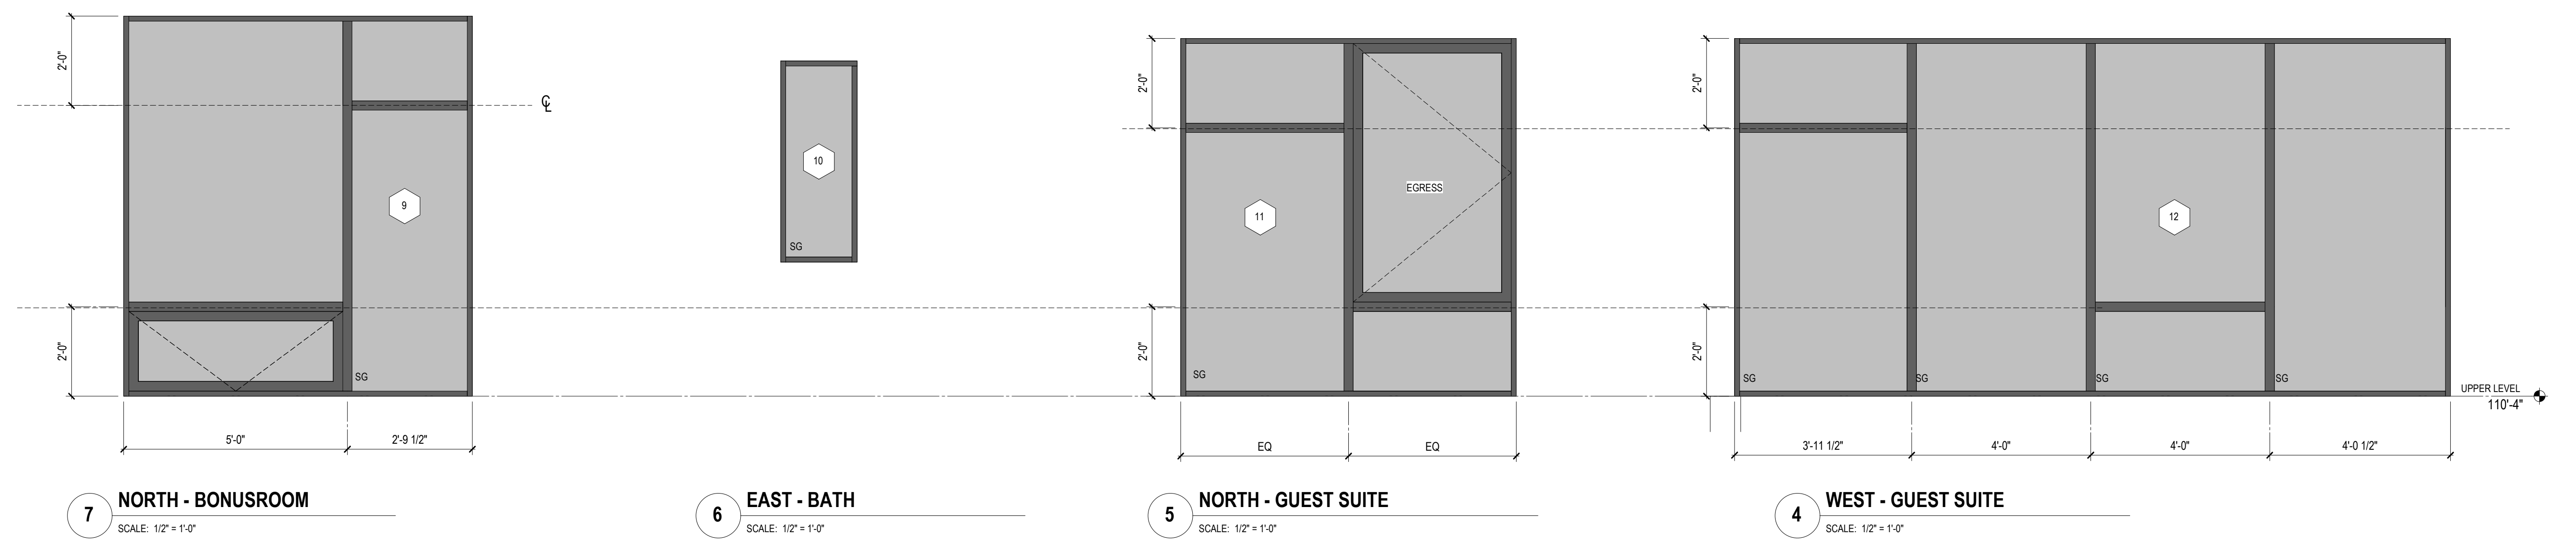 2'-0"
℄
9
SG
2'-0"
5'-0"
2'-9 1/2"
7
NORTH - BONUSROOM
SCALE: 1/2" = 1'-0"
10
SG
6
EAST - BATH
SCALE: 1/2" = 1'-0"
2'-0"
EGRESS
11
SG
2'-0"
EQ
EQ
5
NORTH - GUEST SUITE
SCALE: 1/2" = 1'-0"
2'-0"
12
2'-0"
SG
SG
SG
SG
UPPER LEVEL
110'-4"
3'-11 1/2"
4'-0"
4'-0"
4'-0 1/2"
4
WEST - GUEST SUITE
SCALE: 1/2" = 1'-0"